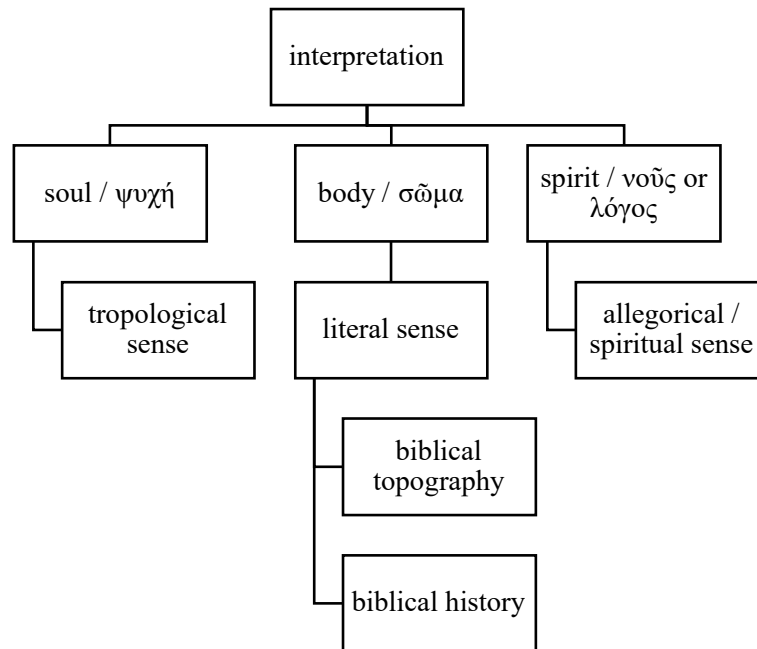 interpretation
soul / ψυχή
body / σῶμα
spirit / νοῦς or
λόγος
tropological
sense
literal sense
allegorical /
spiritual sense
biblical
topography
biblical history